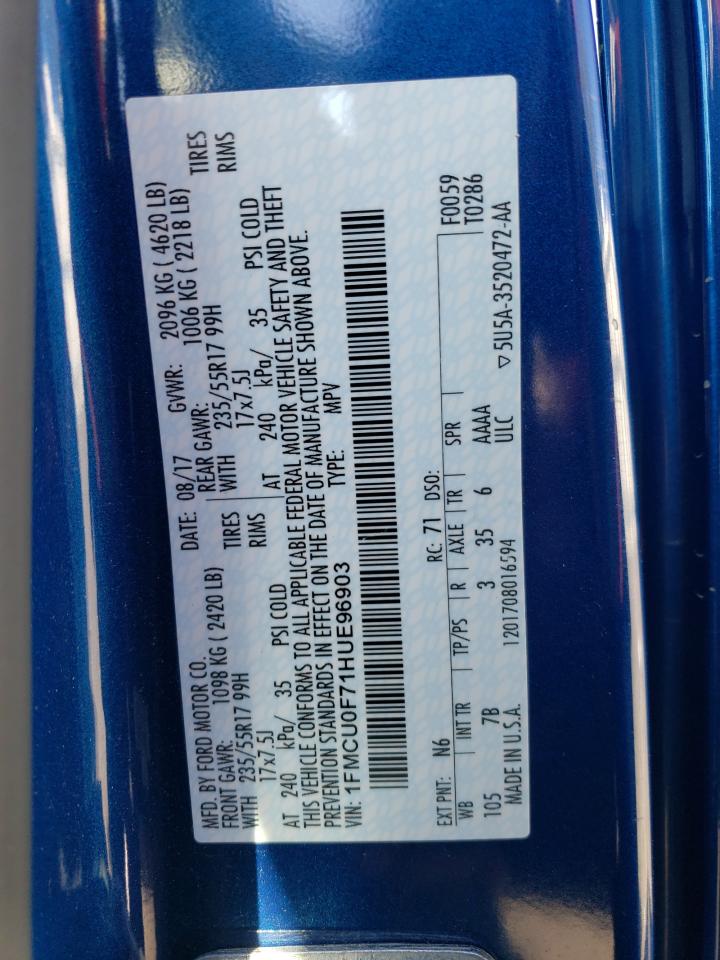 MFD. BY FORD MOTOR CO. DATE: 08/17 GVWR: 2096 KG ( 4620 LB)
FRONT GAWR: 1098 KG ( 2420 LB) REAR GAWR: 1006 KG ( 2218 LB)
WITH 235/55R17 99H TIRES WITH 235/55R17 99H TIRES
17x7.5J RIMS 17x7.5J RIMS
AT 240 kPa/ 35 PSI COLD AT 240 kPa/ 35 PSI COLD
THIS VEHICLE CONFORMS TO ALL APPLICABLE FEDERAL MOTOR VEHICLE SAFETY AND THEFT
PREVENTION STANDARDS IN EFFECT ON THE DATE OF MANUFACTURE SHOWN ABOVE.
VIN: 1FMCU0F71HUE96903 TYPE: MPV
EXT PNT: N6 RC: 71 DSO: F0059
WB INT TR TP/PS R AXLE TR SPR T0286
105 7B 3 35 6 AAAA
MADE IN U.S.A. 1201708016594 ULC ▽ 5U5A-3520472-AA